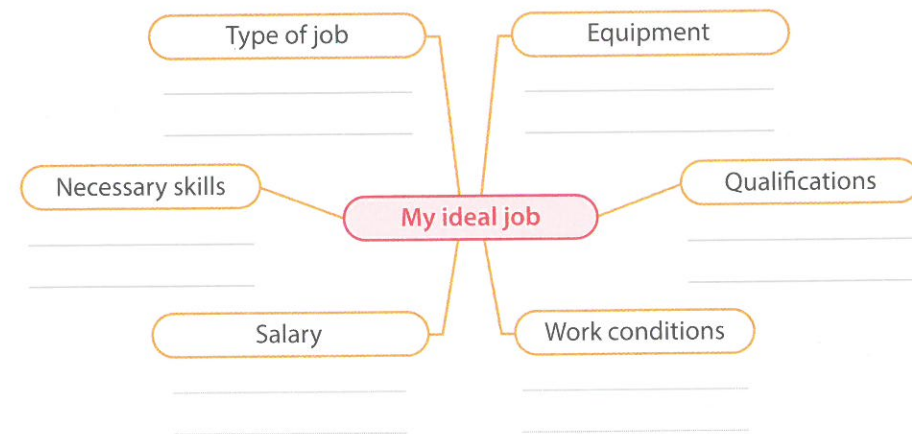 Type of job
Equipment
Necessary skills
My ideal job
Qualifications
Salary
Work conditions